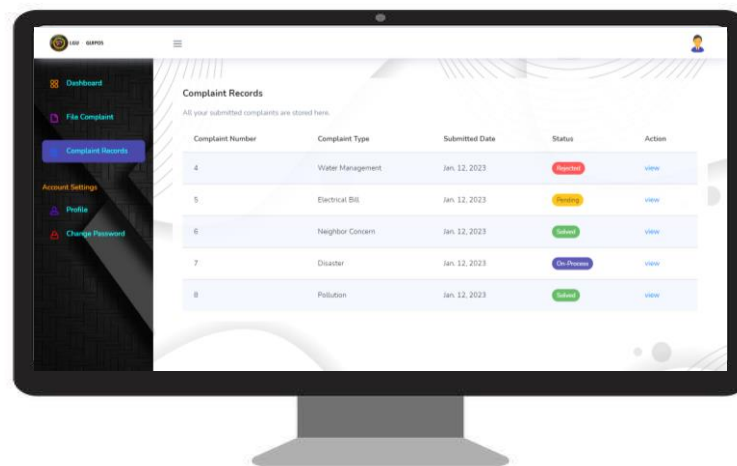 Dashboard
File Complaint
Complaint Records
Account Settings
Profile
Change Password
Complaint Records
All your submitted complaints are stored here.
Complaint Number Complaint Type Submitted Date Status Action
4 Water Management Jan. 12, 2023 Rejected view
5 Electrical Bill Jan. 12, 2023 Pending view
6 Neighbor Concern Jan. 12, 2023 Solved view
7 Disaster Jan. 12, 2023 On-Process view
8 Pollution Jan. 12, 2023 Solved view